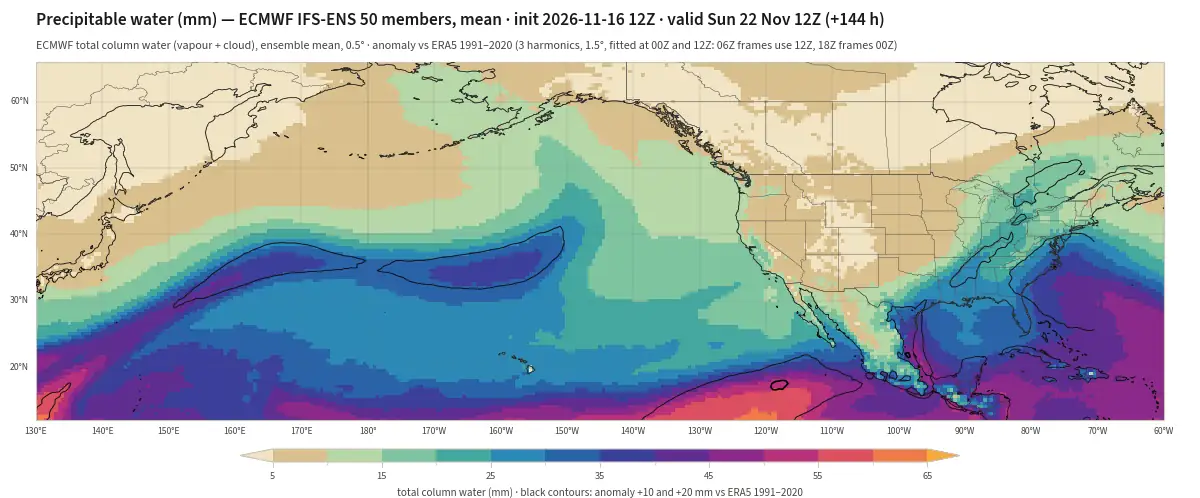 Precipitable water (mm) — ECMWF IFS-ENS 50 members, mean · init 2026-11-16 12Z · valid Sun 22 Nov 12Z (+144 h)
ECMWF total column water (vapour + cloud), ensemble mean, 0.5° · anomaly vs ERA5 1991–2020 (3 harmonics, 1.5°, fitted at 00Z and 12Z: 06Z frames use 12Z, 18Z frames 00Z)
60°N
50°N
40°N
30°N
20°N
130°E 140°E 150°E 160°E 170°E 180° 170°W 160°W 150°W 140°W 130°W 120°W 110°W 100°W 90°W 80°W 70°W 60°W
5 15 25 35 45 55 65
total column water (mm) · black contours: anomaly +10 and +20 mm vs ERA5 1991–2020